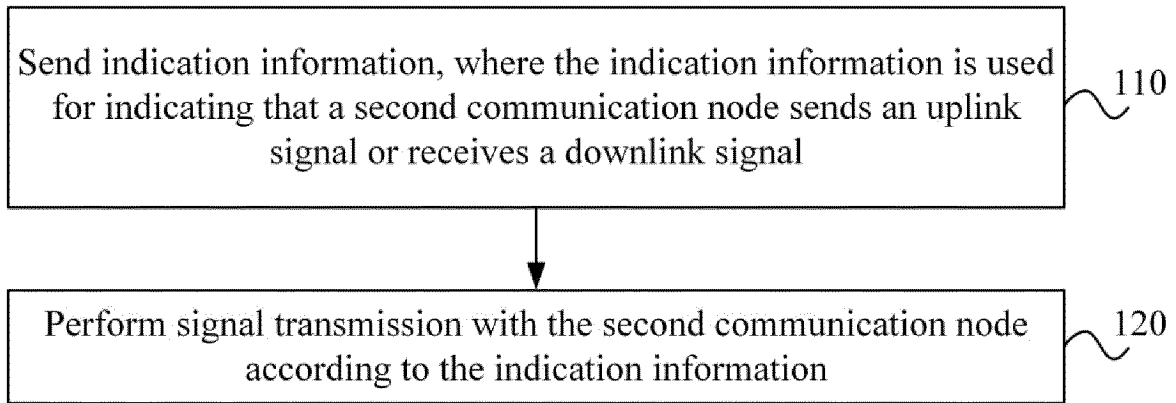 Send indication information, where the indication information is used
for indicating that a second communication node sends an uplink
signal or receives a downlink signal
110
Perform signal transmission with the second communication node
according to the indication information
120